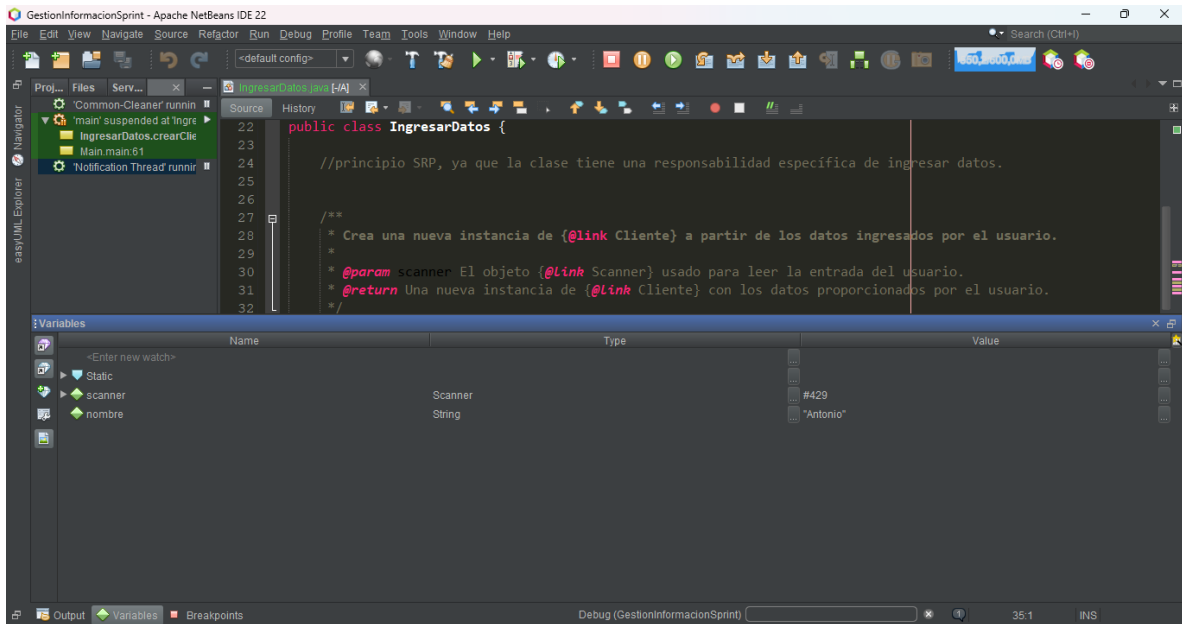 GestionInformacionSprint - Apache NetBeans IDE 22
File Edit View Navigate Source Refactor Run Debug Profile Team Tools Window Help
Search (Ctrl+I)
<default config>
Proj... Files Serv...
IngresarDatos.java [-/A]
'Common-Cleaner' runnin
'main' suspended at 'Ingre
IngresarDatos.crearClie
Main.main:61
'Notification Thread' runnir
Navigator
easyUML Explorer
Source History
22 public class IngresarDatos {
23
24 //principio SRP, ya que la clase tiene una responsabilidad específica de ingresar datos.
25
26
27 /**
28 * Crea una nueva instancia de {@link Cliente} a partir de los datos ingresados por el usuario.
29 *
30 * @param scanner El objeto {@link Scanner} usado para leer la entrada del usuario.
31 * @return Una nueva instancia de {@link Cliente} con los datos proporcionados por el usuario.
32 */
Variables
Name Type Value
<Enter new watch>
Static
scanner Scanner #429
nombre String "Antonio"
Output Variables Breakpoints
Debug (GestionInformacionSprint)
1
35:1 INS